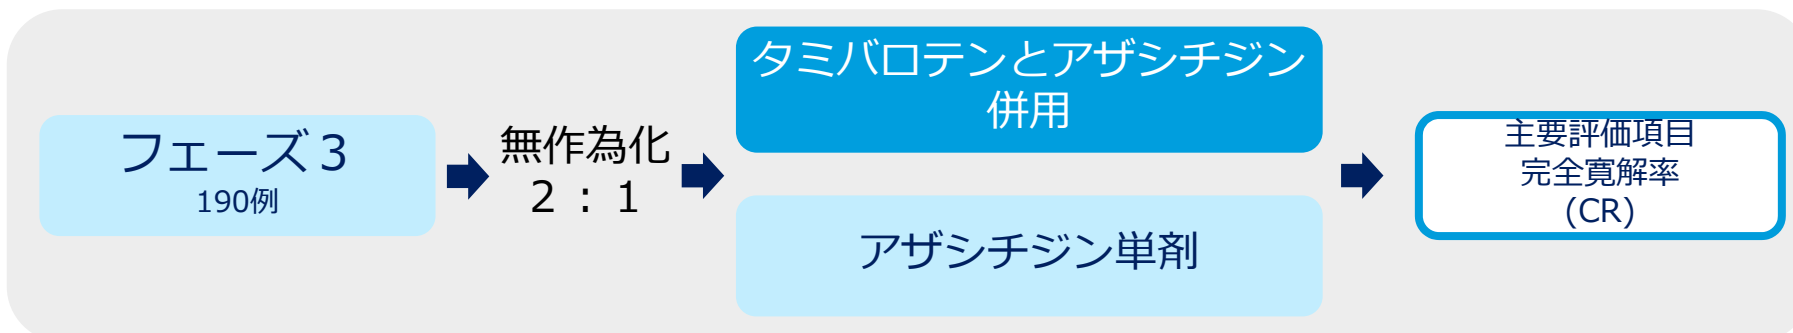 フェーズ３
190例
無作為化
２：１
タミバロテンとアザシチジン
併用
アザシチジン単剤
主要評価項目
完全寛解率
(CR)